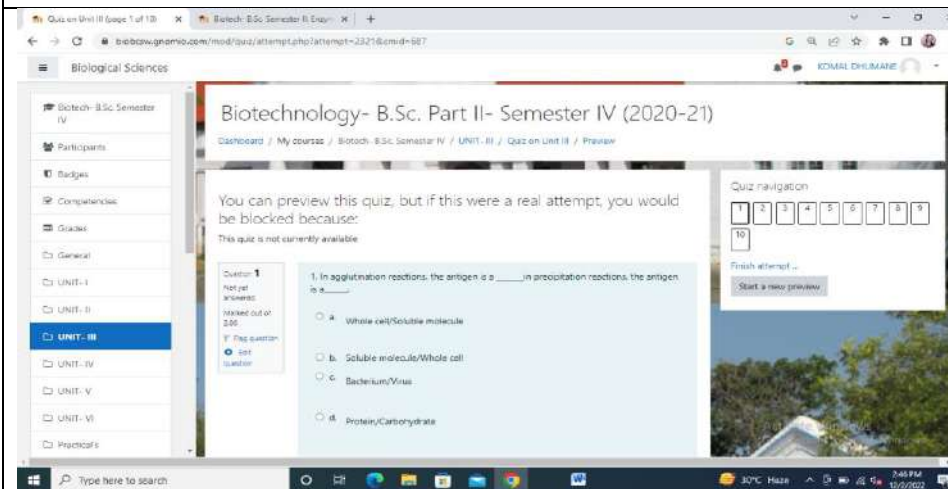 Quiz on Unit III (page 1 of 10)
Biotech- B.Sc. Semester II: Enzym
biobcsw.gnomio.com/mod/quiz/attempt.php?attempt=2321&cmid=687
Biological Sciences
KOMAL DHUMANE
Biotech- B.Sc. Semester IV
Participants
Badges
Competencies
Grades
General
UNIT- I
UNIT- II
UNIT- III
UNIT- IV
UNIT- V
UNIT- VI
Practical's
Biotechnology- B.Sc. Part II- Semester IV (2020-21)
Dashboard / My courses / Biotech- B.Sc. Semester IV / UNIT- III / Quiz on Unit III / Preview
You can preview this quiz, but if this were a real attempt, you would
be blocked because:
This quiz is not currently available
Question 1
Not yet
answered
Marked out of
2.00
Flag question
Edit
question
1. In agglutination reactions, the antigen is a _____in precipitation reactions, the antigen
is a_____.
a. Whole cell/Soluble molecule
b. Soluble molecule/Whole cell
c. Bacterium/Virus
d. Protein/Carbohydrate
Quiz navigation
1 2 3 4 5 6 7 8 9
10
Finish attempt ...
Start a new preview
Type here to search
30°C Haze
2:46 PM
12/2/2022